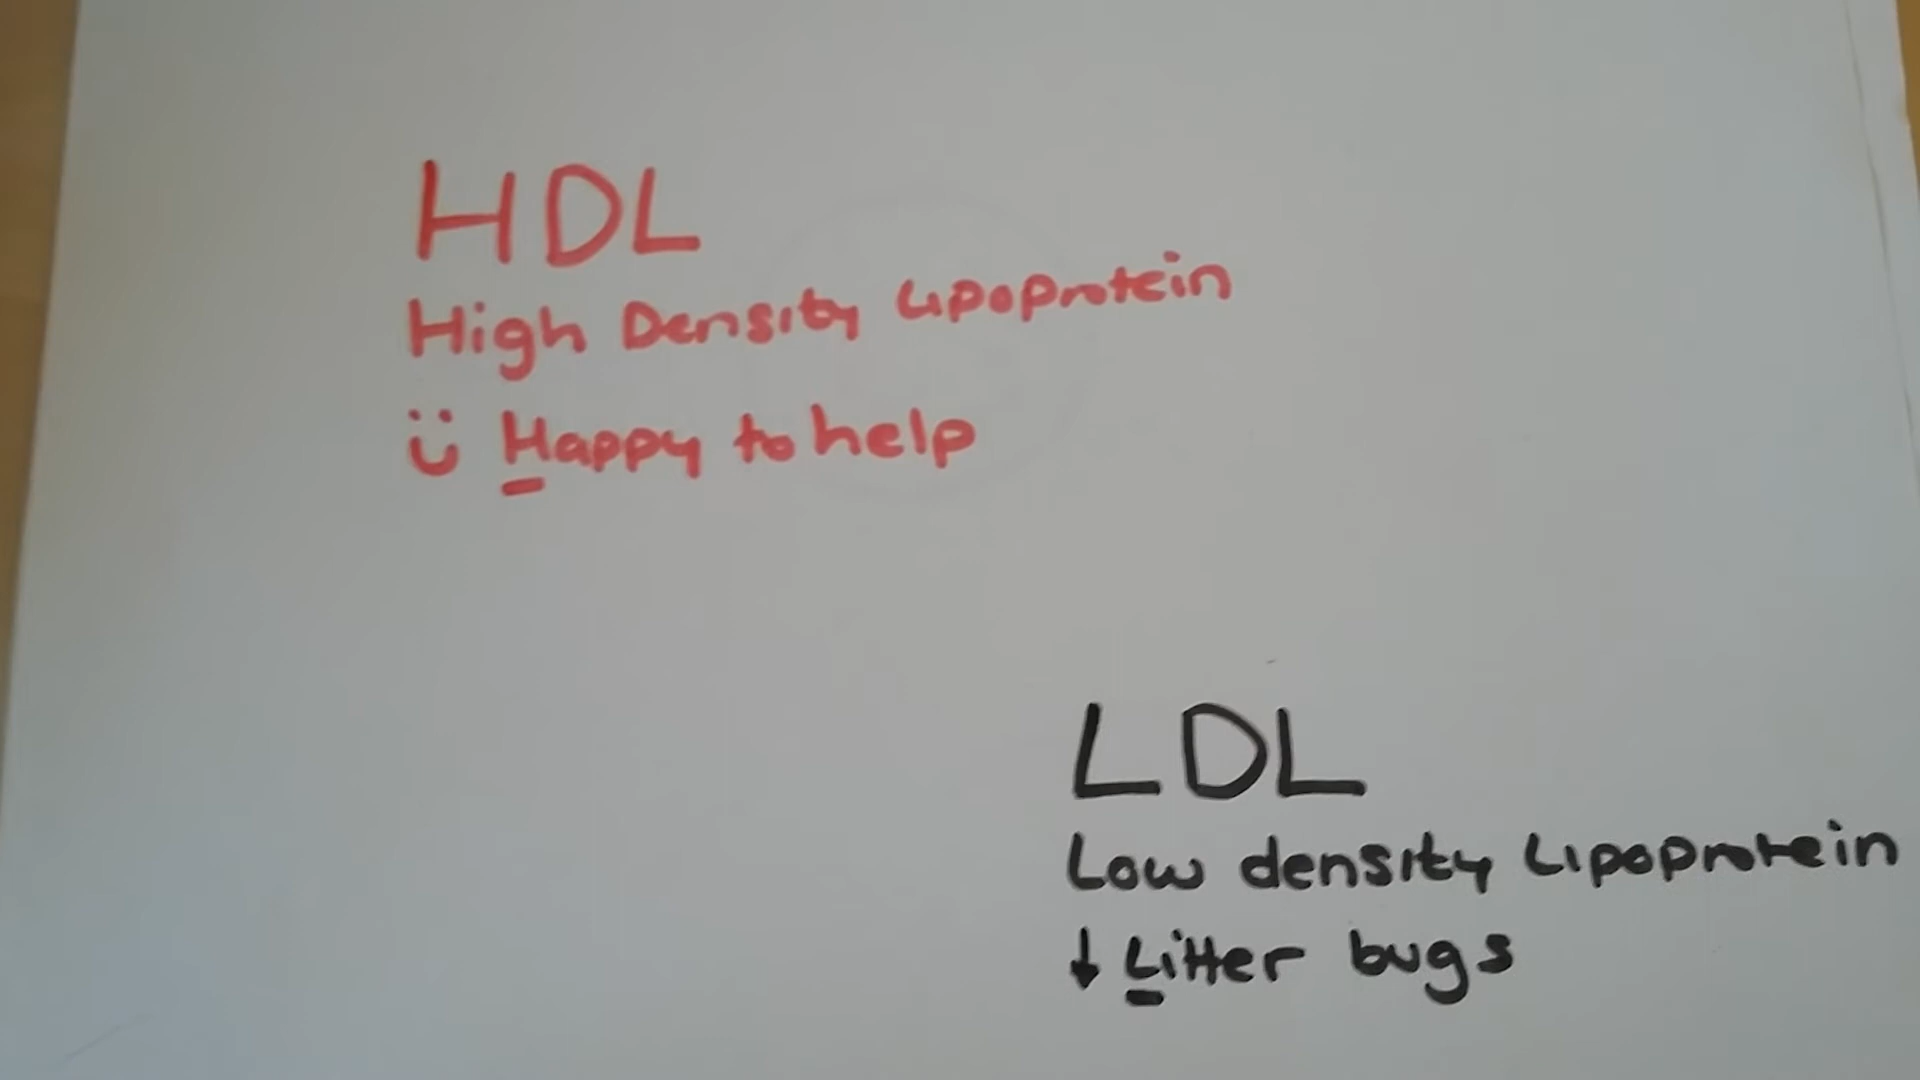 HDL
High Density Lipoprotein
Happy to help
LDL
Low density Lipoprotein
↓ Litter bugs